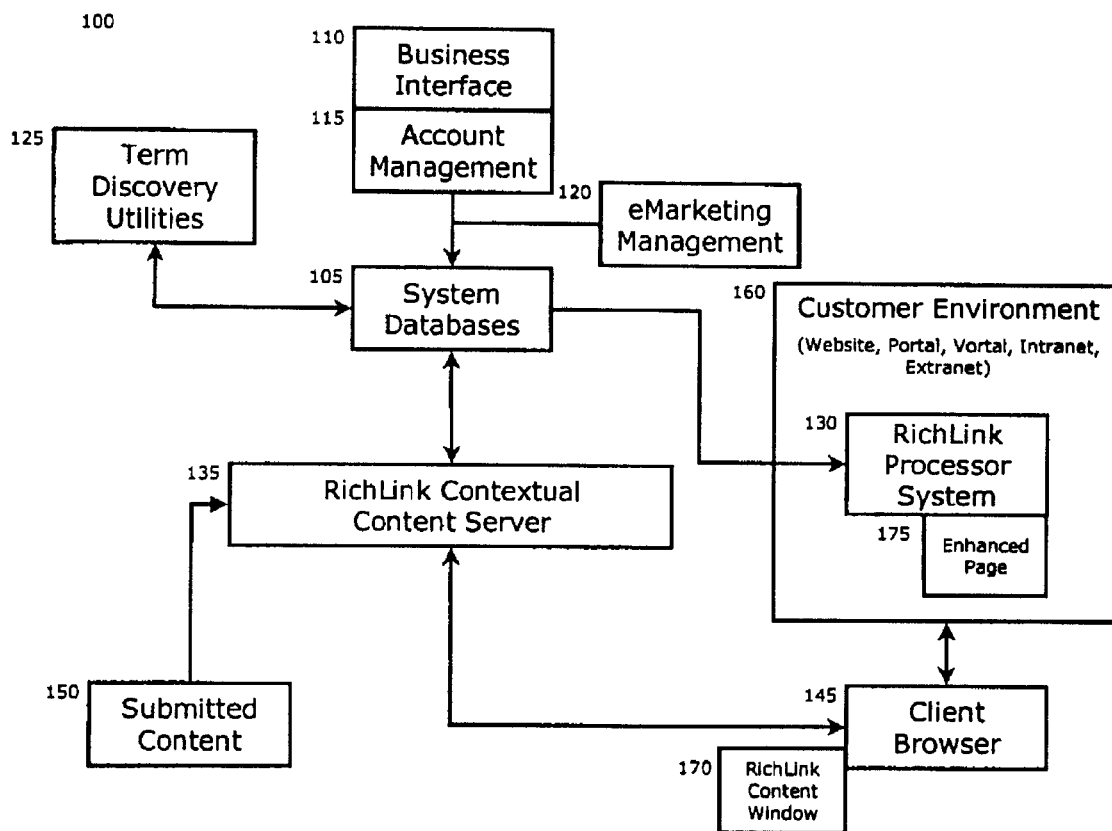 100
110
Business
Interface
115
Account
Management
125
Term
Discovery
Utilities
120
eMarketing
Management
105
System
Databases
160
Customer Environment
(Website, Portal, Vortal, Intranet,
Extranet)
130
RichLink
Processor
System
175
Enhanced
Page
135
RichLink Contextual
Content Server
150
Submitted
Content
145
Client
Browser
170
RichLink
Content
Window